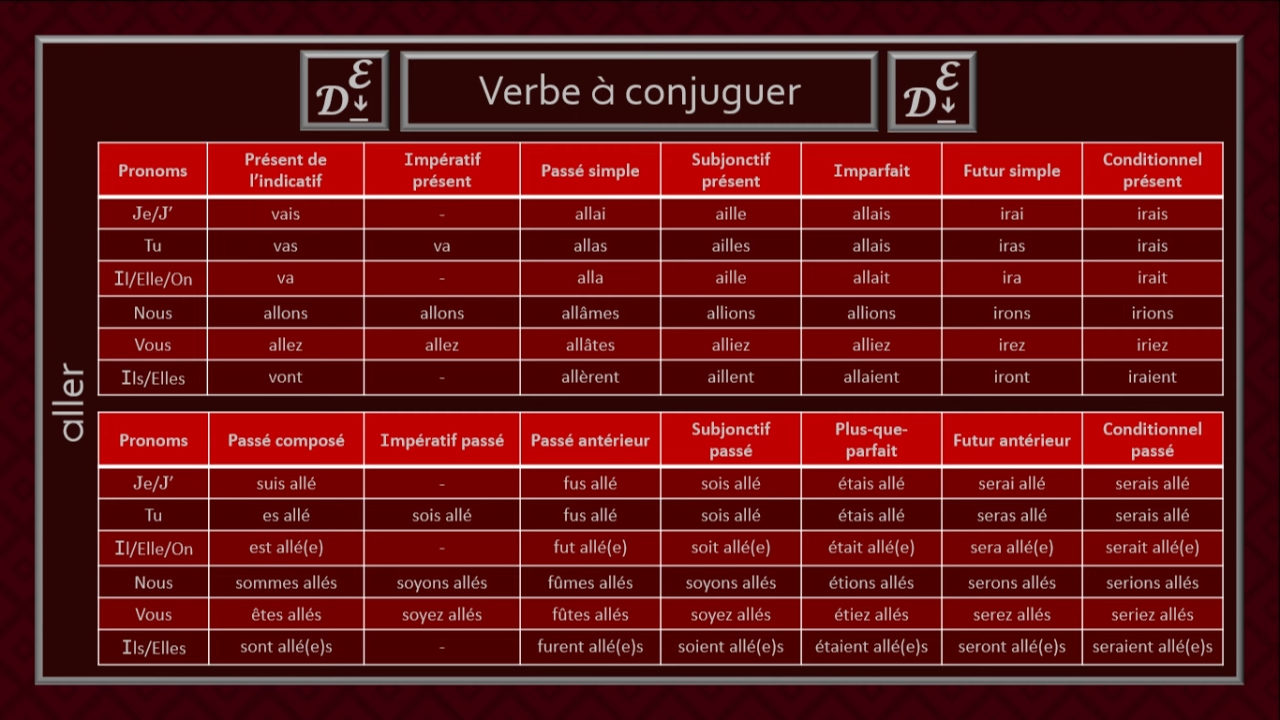 Verbe à conjuguer
aller
Pronoms Présent de l'indicatif Impératif présent Passé simple Subjonctif présent Imparfait Futur simple Conditionnel présent
Je/J' vais - allai aille allais irai irais
Tu vas va allas ailles allais iras irais
Il/Elle/On va - alla aille allait ira irait
Nous allons allons allâmes allions allions irons irions
Vous allez allez allâtes alliez alliez irez iriez
Ils/Elles vont - allèrent aillent allaient iront iraient
Pronoms Passé composé Impératif passé Passé antérieur Subjonctif passé Plus-que-parfait Futur antérieur Conditionnel passé
Je/J' suis allé - fus allé sois allé étais allé serai allé serais allé
Tu es allé sois allé fus allé sois allé étais allé seras allé serais allé
Il/Elle/On est allé(e) - fut allé(e) soit allé(e) était allé(e) sera allé(e) serait allé(e)
Nous sommes allés soyons allés fûmes allés soyons allés étions allés serons allés serions allés
Vous êtes allés soyez allés fûtes allés soyez allés étiez allés serez allés seriez allés
Ils/Elles sont allé(e)s - furent allé(e)s soient allé(e)s étaient allé(e)s seront allé(e)s seraient allé(e)s